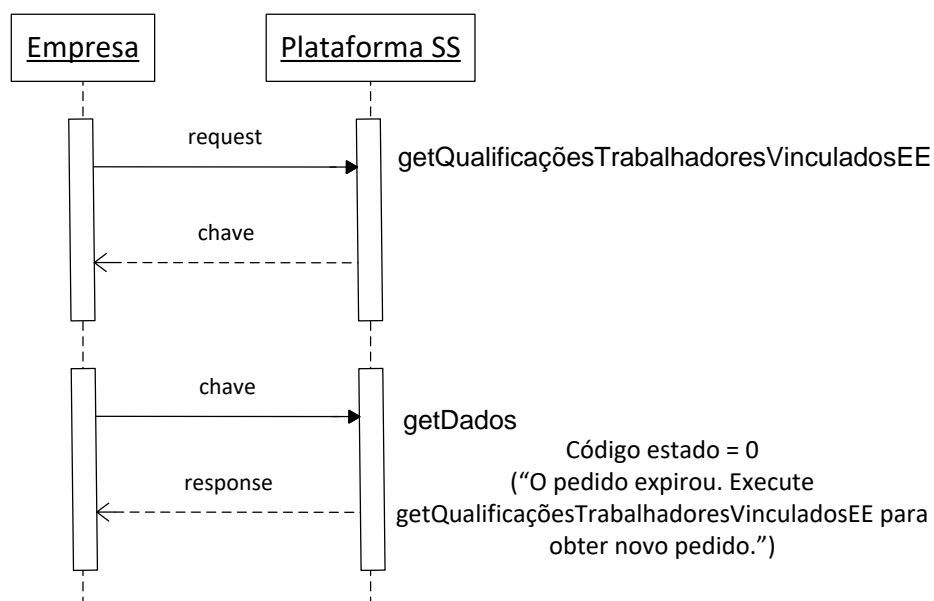 Empresa
Plataforma SS
request
getQualificaçõesTrabalhadoresVinculadosEE
chave
chave
getDados
Código estado = 0
(“O pedido expirou. Execute
response
getQualificaçõesTrabalhadoresVinculadosEE para
obter novo pedido.”)